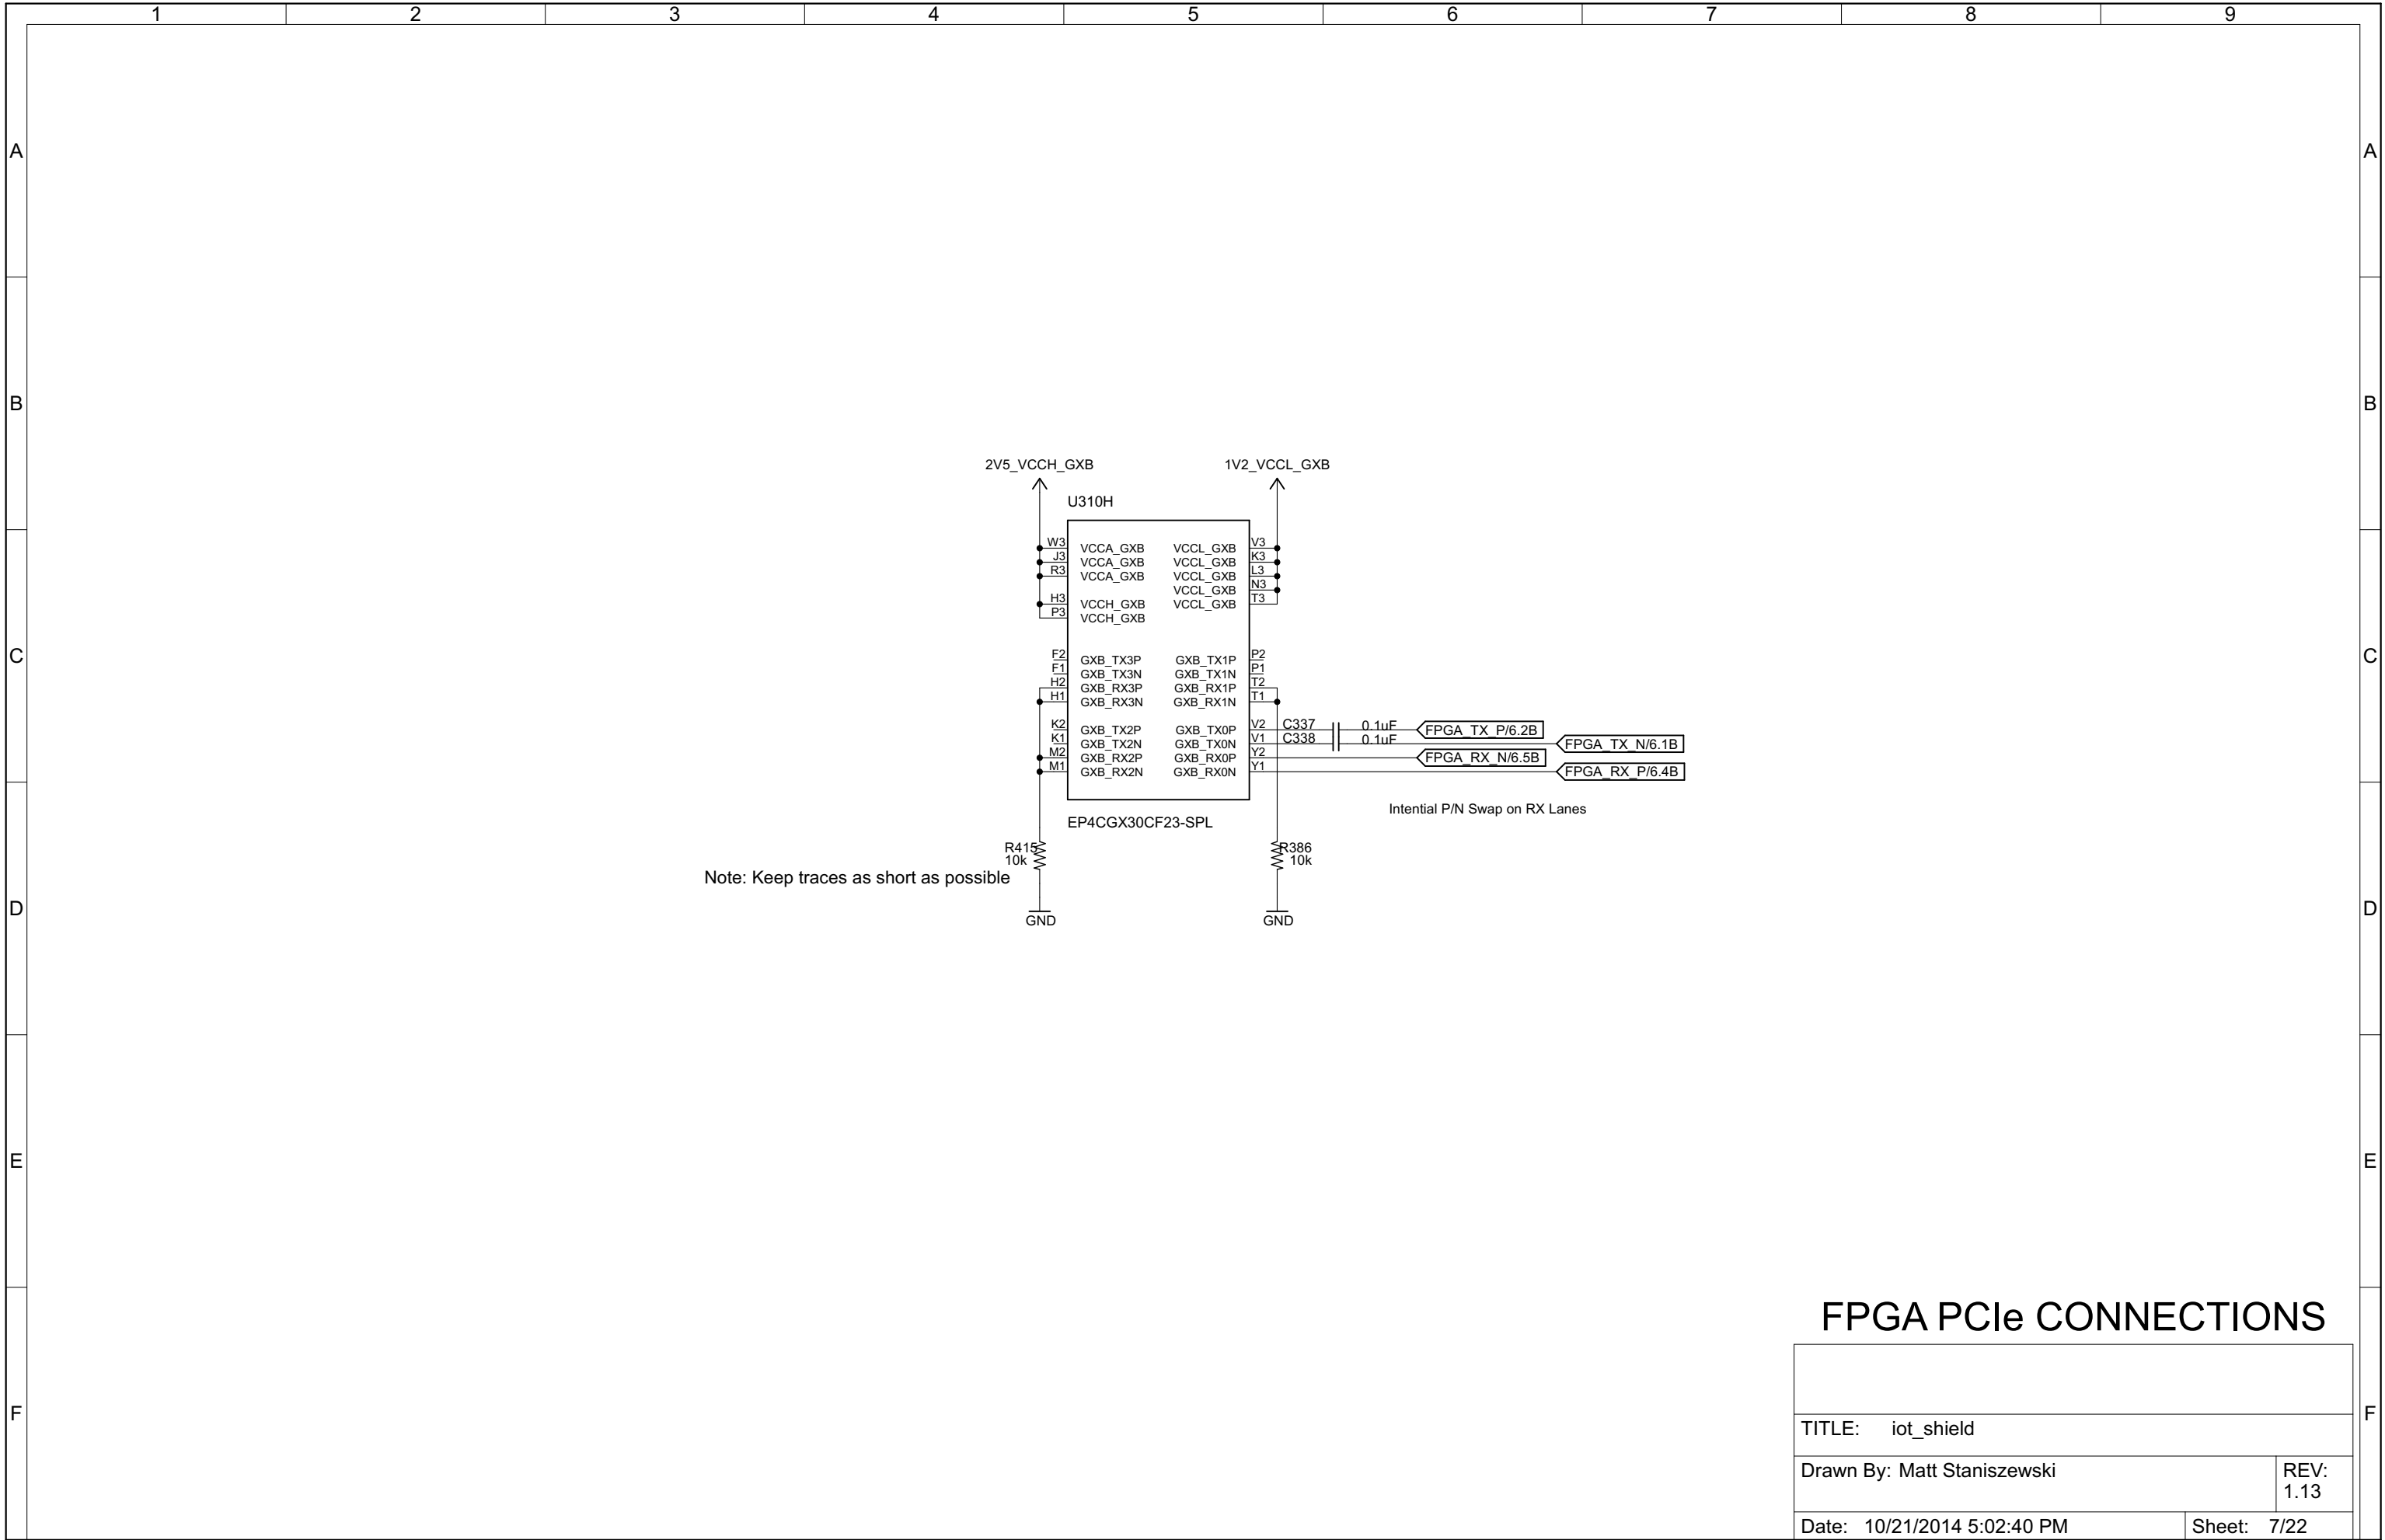 1 2 3 4 5 6 7 8 9
A A
B B
2V5_VCCH_GXB 1V2_VCCL_GXB
U310H
W3 VCCA_GXB VCCL_GXB V3
J3 VCCA_GXB VCCL_GXB K3
R3 VCCA_GXB VCCL_GXB L3
VCCL_GXB N3
H3 VCCH_GXB VCCL_GXB T3
P3 VCCH_GXB
C C
F2 GXB_TX3P GXB_TX1P P2
F1 GXB_TX3N GXB_TX1N P1
H2 GXB_RX3P GXB_RX1P T2
H1 GXB_RX3N GXB_RX1N T1
K2 GXB_TX2P GXB_TX0P V2 C337 0.1uF FPGA_TX_P/6.2B
K1 GXB_TX2N GXB_TX0N V1 C338 0.1uF FPGA_TX_N/6.1B
M2 GXB_RX2P GXB_RX0P Y2 FPGA_RX_N/6.5B
M1 GXB_RX2N GXB_RX0N Y1 FPGA_RX_P/6.4B
Intential P/N Swap on RX Lanes
EP4CGX30CF23-SPL
R415 R386
10k 10k
Note: Keep traces as short as possible
D D
GND GND
E E
FPGA PCIe CONNECTIONS
F F
TITLE: iot_shield
Drawn By: Matt Staniszewski REV:
1.13
Date: 10/21/2014 5:02:40 PM Sheet: 7/22